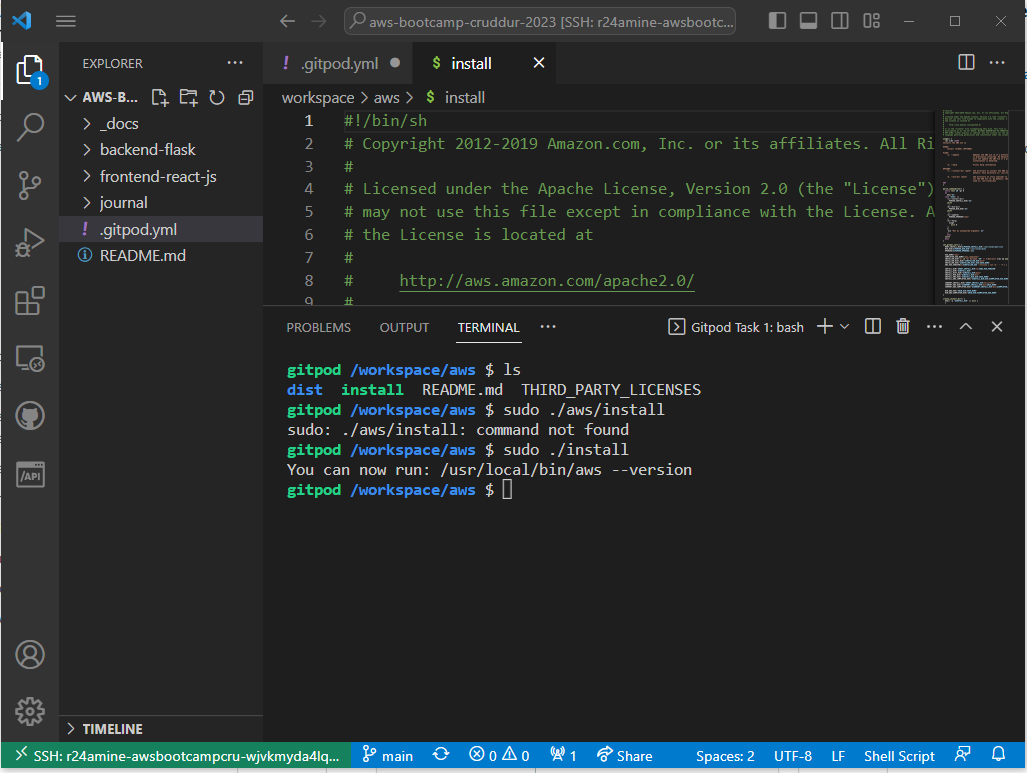 aws-bootcamp-cruddur-2023 [SSH: r24amine-awsbootc...
EXPLORER
AWS-B...
_docs
backend-flask
frontend-react-js
journal
! .gitpod.yml
README.md
TIMELINE
! .gitpod.yml
$ install
workspace > aws > $ install
1 #!/bin/sh
2 # Copyright 2012-2019 Amazon.com, Inc. or its affiliates. All Ri
3 #
4 # Licensed under the Apache License, Version 2.0 (the "License")
5 # may not use this file except in compliance with the License. A
6 # the License is located at
7 #
8 #    http://aws.amazon.com/apache2.0/
9 #
PROBLEMS OUTPUT TERMINAL ... Gitpod Task 1: bash
gitpod /workspace/aws $ ls
dist  install  README.md  THIRD_PARTY_LICENSES
gitpod /workspace/aws $ sudo ./aws/install
sudo: ./aws/install: command not found
gitpod /workspace/aws $ sudo ./install
You can now run: /usr/local/bin/aws --version
gitpod /workspace/aws $
1
/API
SSH: r24amine-awsbootcampcru-wjvkmyda4lq... main 0 0 1 Share Spaces: 2 UTF-8 LF Shell Script